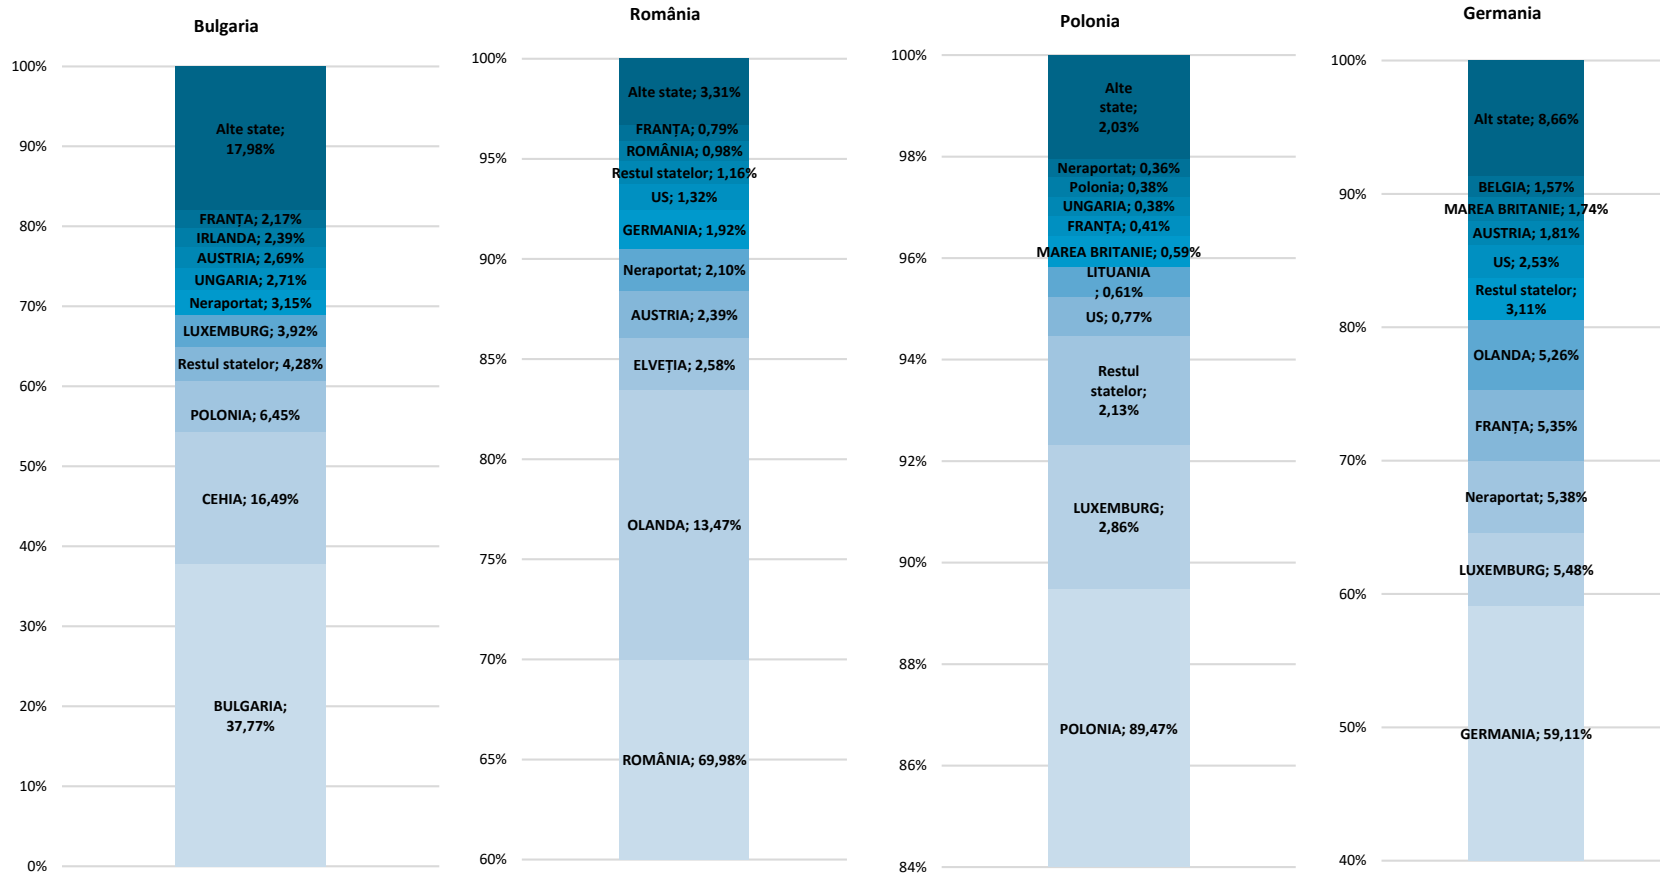 Bulgaria
100%
90%
80%
70%
60%
50%
40%
30%
20%
10%
0%
Alte state;
17,98%
FRANȚA; 2,17%
IRLANDA; 2,39%
AUSTRIA; 2,69%
UNGARIA; 2,71%
Neraportat; 3,15%
LUXEMBURG; 3,92%
Restul statelor; 4,28%
POLONIA; 6,45%
CEHIA; 16,49%
BULGARIA;
37,77%
România
100%
95%
90%
85%
80%
75%
70%
65%
60%
Alte state; 3,31%
FRANȚA; 0,79%
ROMÂNIA; 0,98%
Restul statelor; 1,16%
US; 1,32%
GERMANIA; 1,92%
Neraportat; 2,10%
AUSTRIA; 2,39%
ELVEȚIA; 2,58%
OLANDA; 13,47%
ROMÂNIA; 69,98%
Polonia
100%
98%
96%
94%
92%
90%
88%
86%
84%
Alte
state;
2,03%
Neraportat; 0,36%
Polonia; 0,38%
UNGARIA; 0,38%
FRANȚA; 0,41%
MAREA BRITANIE; 0,59%
LITUANIA
; 0,61%
US; 0,77%
Restul
statelor;
2,13%
LUXEMBURG;
2,86%
POLONIA; 89,47%
Germania
100%
90%
80%
70%
60%
50%
40%
Alt state; 8,66%
BELGIA; 1,57%
MAREA BRITANIE; 1,74%
AUSTRIA; 1,81%
US; 2,53%
Restul statelor;
3,11%
OLANDA; 5,26%
FRANȚA; 5,35%
Neraportat; 5,38%
LUXEMBURG; 5,48%
GERMANIA; 59,11%